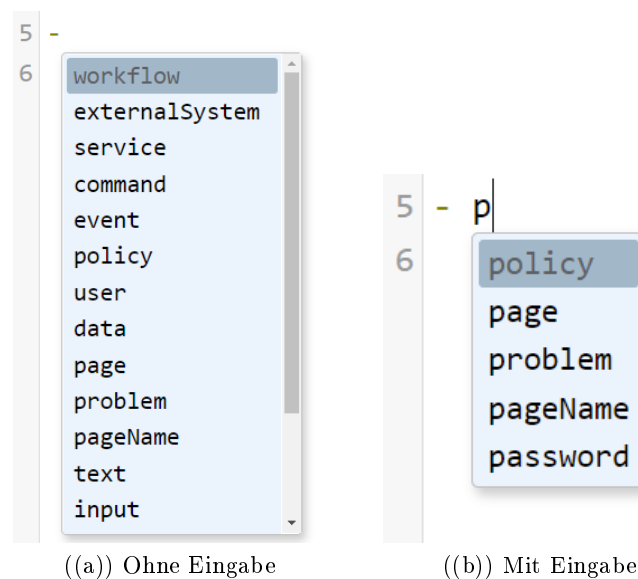 5 -
6
workflow
externalSystem
service
command
event
policy
user
data
page
problem
pageName
text
input
((a)) Ohne Eingabe
5 - p
6
policy
page
problem
pageName
password
((b)) Mit Eingabe